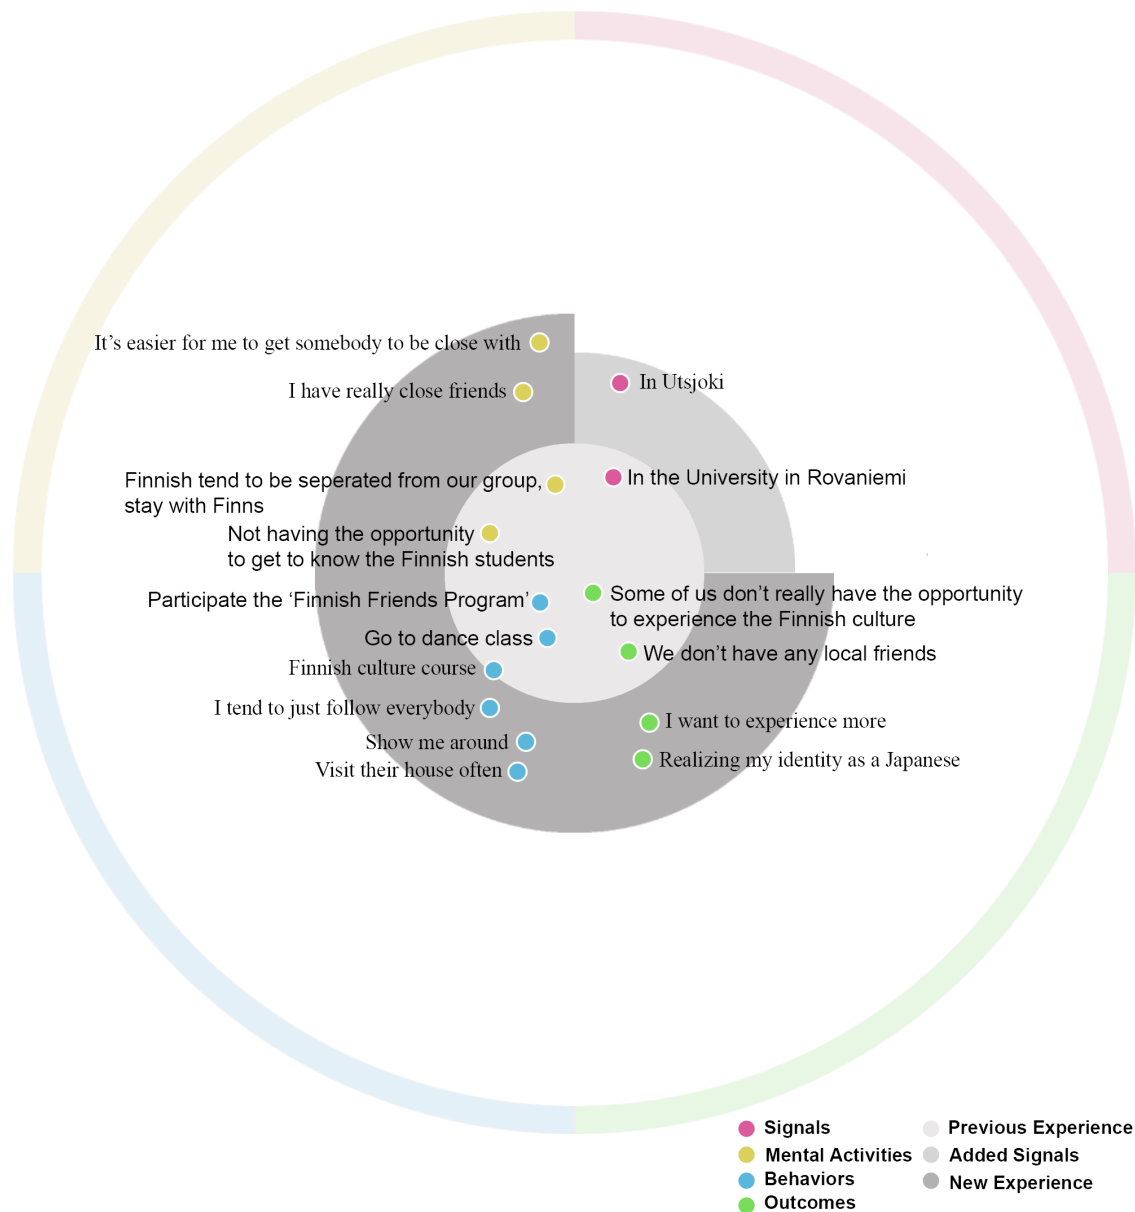 It’s easier for me to get somebody to be close with
In Utsjoki
I have really close friends
Finnish tend to be seperated from our group,
stay with Finns
In the University in Rovaniemi
Not having the opportunity
to get to know the Finnish students
Participate the ‘Finnish Friends Program’
Some of us don’t really have the opportunity
to experience the Finnish culture
Go to dance class
We don’t have any local friends
Finnish culture course
I tend to just follow everybody
I want to experience more
Show me around
Realizing my identity as a Japanese
Visit their house often
Signals
Mental Activities
Behaviors
Outcomes
Previous Experience
Added Signals
New Experience